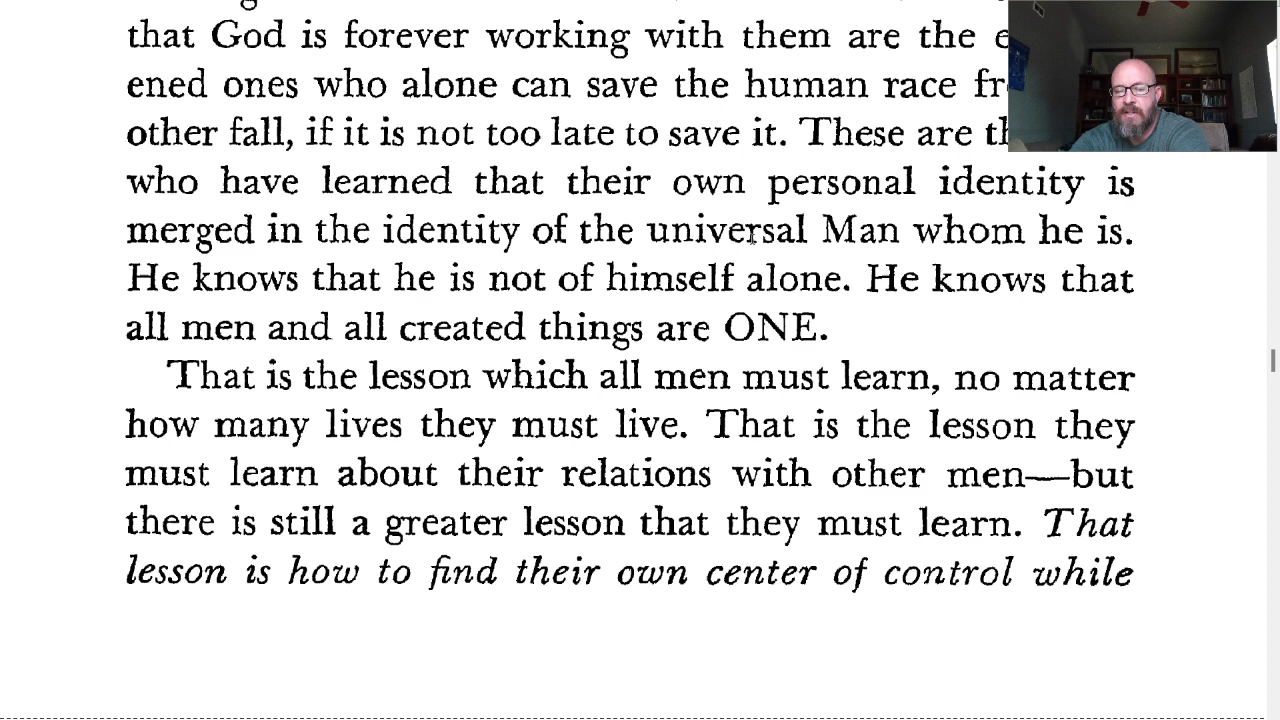 that God is forever working with them are the
ened ones who alone can save the human race
other fall, if it is not too late to save it. These are
who have learned that their own personal identity is
merged in the identity of the universal Man whom he is.
He knows that he is not of himself alone. He knows that
all men and all created things are ONE.
That is the lesson which all men must learn, no matter
how many lives they must live. That is the lesson they
must learn about their relations with other men—but
there is still a greater lesson that they must learn. That
lesson is how to find their own center of control while